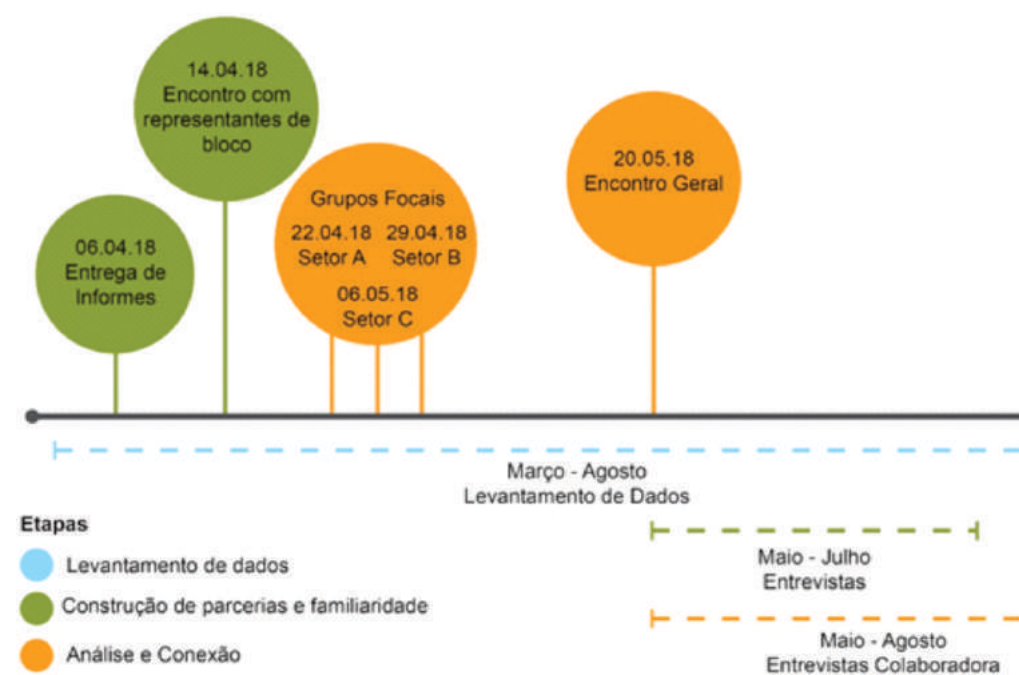 14.04.18
Encontro com
representantes de
bloco
06.04.18
Entrega de
Informes
Grupos Focais
22.04.18 29.04.18
Setor A Setor B
06.05.18
Setor C
20.05.18
Encontro Geral
Março - Agosto
Levantamento de Dados
Maio - Julho
Entrevistas
Maio - Agosto
Entrevistas Colaboradora
Etapas
Levantamento de dados
Construção de parcerias e familiaridade
Análise e Conexão